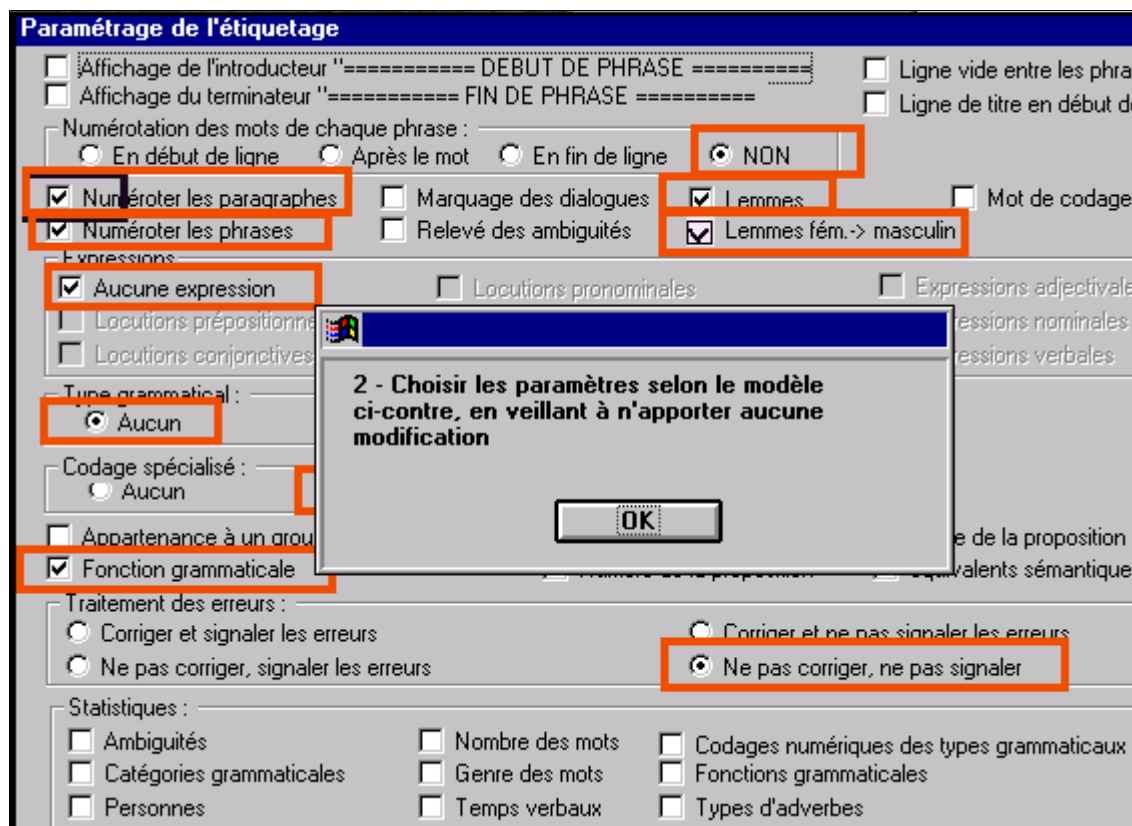 Paramétrage de l'étiquetage
Affichage de l'introducteur "=========== DEBUT DE PHRASE ===========
Ligne vide entre les phra
Affichage du terminateur "=========== FIN DE PHRASE ===========
Ligne de titre en début de
Numérotation des mots de chaque phrase :
En début de ligne Après le mot En fin de ligne NON
Numéroter les paragraphes Marquage des dialogues Lemmes Mot de codage
Numéroter les phrases Relevé des ambiguités Lemmes fém.-> masculin
Expressions
Aucune expression Locutions pronominales Expressions adjectivale
Locutions prépositionne ressions nominales
Locutions conjonctives ressions verbales
2 - Choisir les paramètres selon le modèle
ci-contre, en veillant à n'apporter aucune
modification
OK
Type grammatical :
Aucun
Codage spécialisé :
Aucun
Appartenance à un grou e de la proposition
Fonction grammaticale Numéro de la proposition Equivalents sémantique
Traitement des erreurs :
Corriger et signaler les erreurs Corriger et ne pas signaler les erreurs
Ne pas corriger, signaler les erreurs Ne pas corriger, ne pas signaler
Statistiques :
Ambiguités Nombre des mots Codages numériques des types grammaticaux
Catégories grammaticales Genre des mots Fonctions grammaticales
Personnes Temps verbaux Types d'adverbes